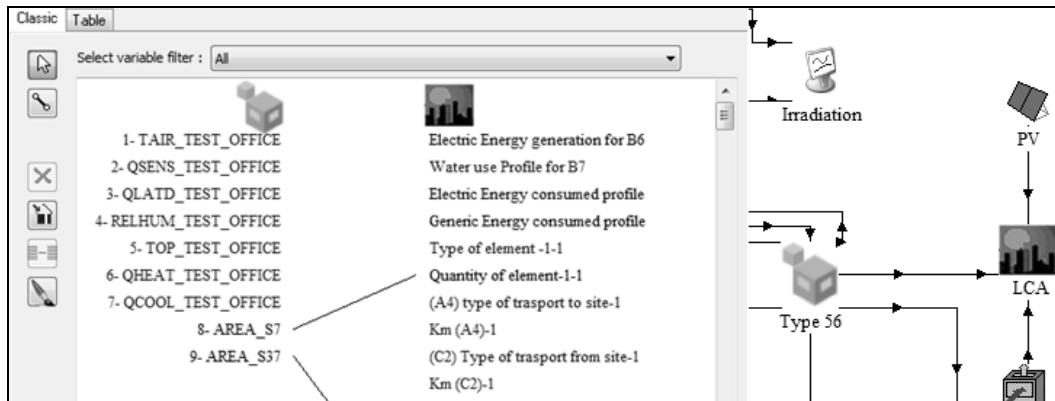 Classic Table
Select variable filter : All
1- TAIR_TEST_OFFICE Electric Energy generation for B6
2- QSENS_TEST_OFFICE Water use Profile for B7
3- QLATD_TEST_OFFICE Electric Energy consumed profile
4- RELHUM_TEST_OFFICE Generic Energy consumed profile
5- TOP_TEST_OFFICE Type of element -1-1
6- QHEAT_TEST_OFFICE Quantity of element-1-1
7- QCOOL_TEST_OFFICE (A4) type of trasport to site-1
8- AREA_S7 Km (A4)-1
9- AREA_S37 (C2) Type of trasport from site-1
Km (C2)-1
Irradiation
PV
LCA
Type 56